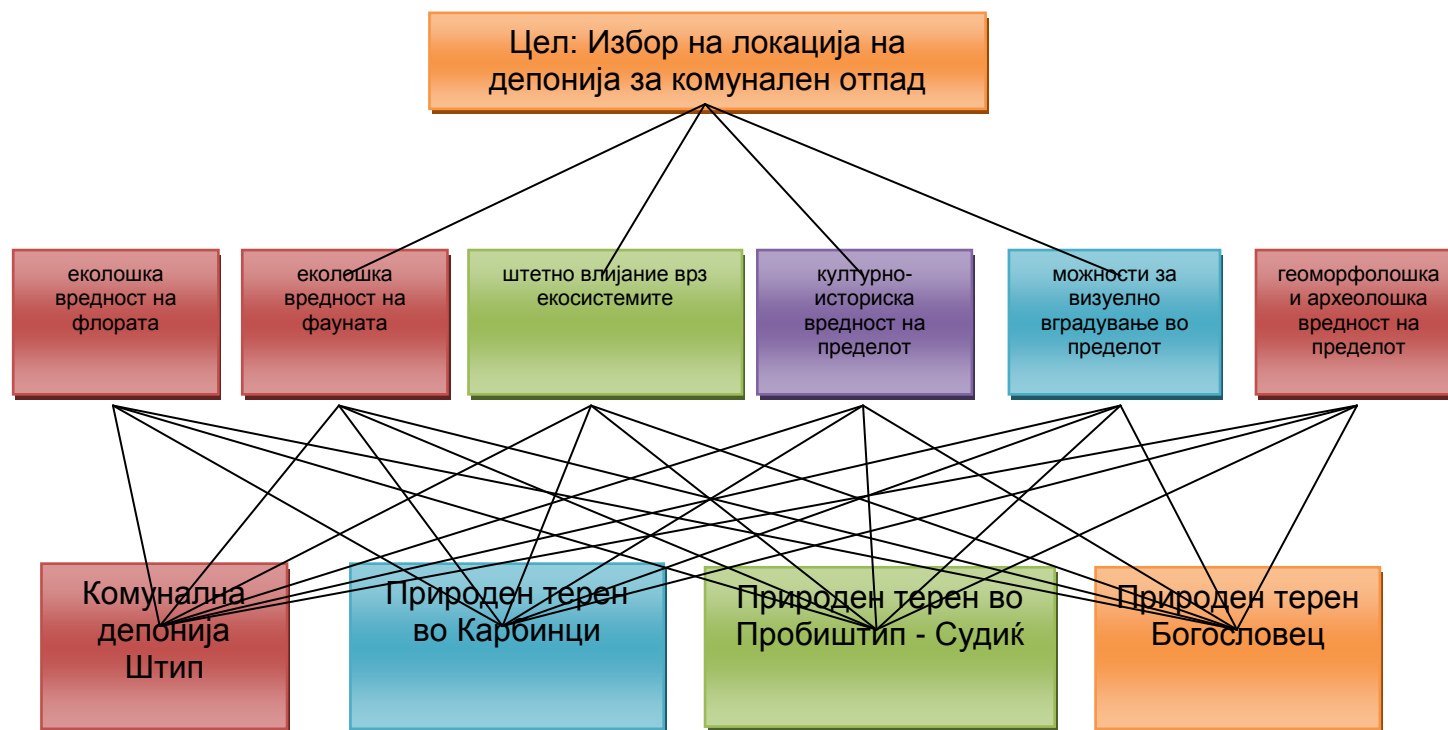 Цел: Избор на локација на
депонија за комунален отпад
еколошка
вредност на
флората
еколошка
вредност на
фауната
штетно влијание врз
екосистемите
културно-
историска
вредност на
пределот
можности за
визуелно
вградување во
пределот
геоморфолошка
и археолошка
вредност на
пределот
Комунална
депонија
Штип
Природен терен
во Карбинци
Природен терен во
Пробиштип - Судиќ
Природен терен
Богословец